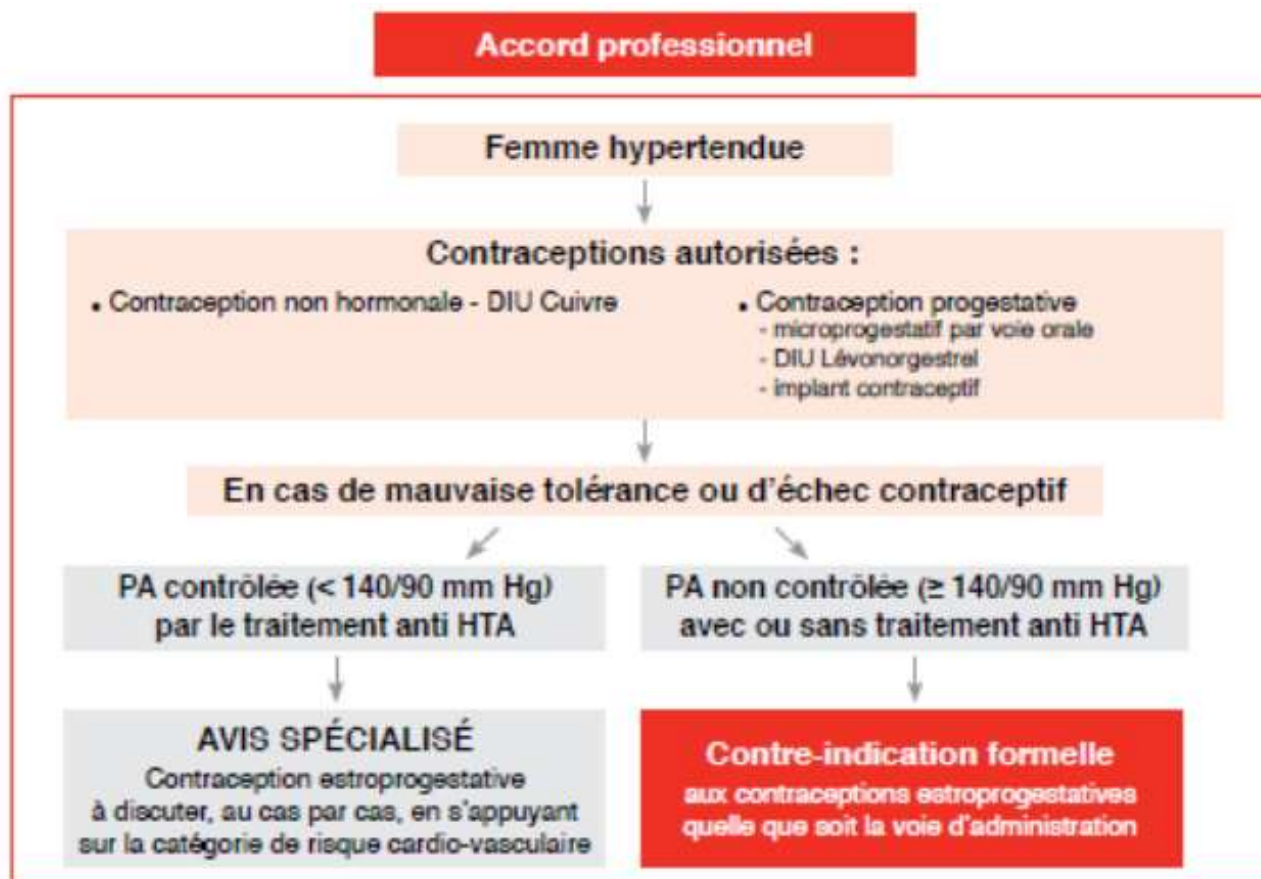 Accord professionnel
Femme hypertendue
Contraceptions autorisées :
. Contraception non hormonale - DIU Cuivre
. Contraception progestative
- microprogestatif par voie orale
- DIU Lévonorgestrel
- implant contraceptif
En cas de mauvaise tolérance ou d'échec contraceptif
PA contrôlée (< 140/90 mm Hg)
par le traitement anti HTA
PA non contrôlée (≥ 140/90 mm Hg)
avec ou sans traitement anti HTA
AVIS SPÉCIALISÉ
Contraception estroprogestative
à discuter, au cas par cas, en s'appuyant
sur la catégorie de risque cardio-vasculaire
Contre-indication formelle
aux contraceptions estroprogestatives
quelle que soit la voie d'administration